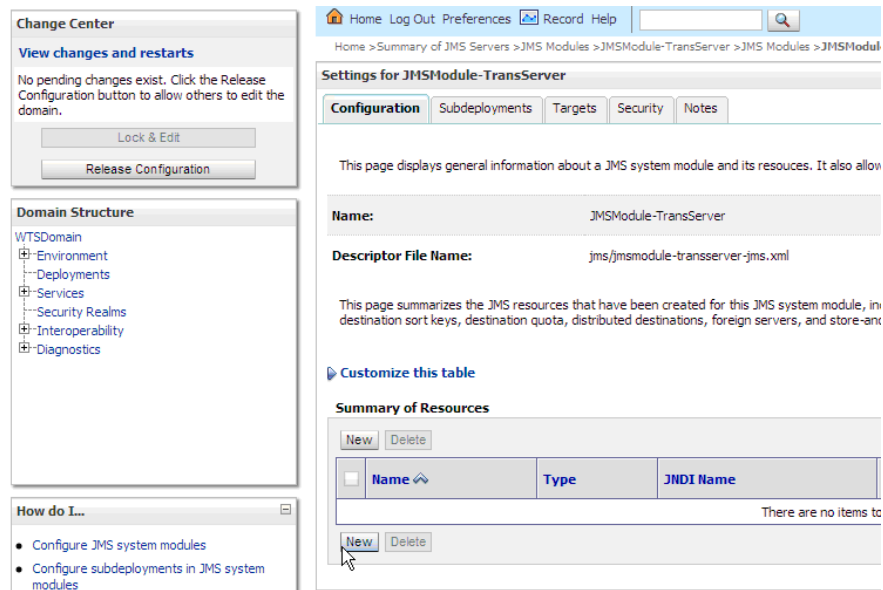 Change Center
View changes and restarts
No pending changes exist. Click the Release
Configuration button to allow others to edit the
domain.
Lock & Edit
Release Configuration
Domain Structure
WTSDomain
Environment
Deployments
Services
Security Realms
Interoperability
Diagnostics
How do I...
Configure JMS system modules
Configure subdeployments in JMS system
modules
Home Log Out Preferences Record Help
Home >Summary of JMS Servers >JMS Modules >JMSModule-TransServer >JMS Modules >JMSModul
Settings for JMSModule-TransServer
Configuration Subdeployments Targets Security Notes
This page displays general information about a JMS system module and its resouces. It also allow
Name: JMSModule-TransServer
Descriptor File Name: jms/jmsmodule-transserver-jms.xml
This page summarizes the JMS resources that have been created for this JMS system module, in
destination sort keys, destination quota, distributed destinations, foreign servers, and store-and
Customize this table
Summary of Resources
New Delete
Name Type JNDI Name
There are no items to
New Delete